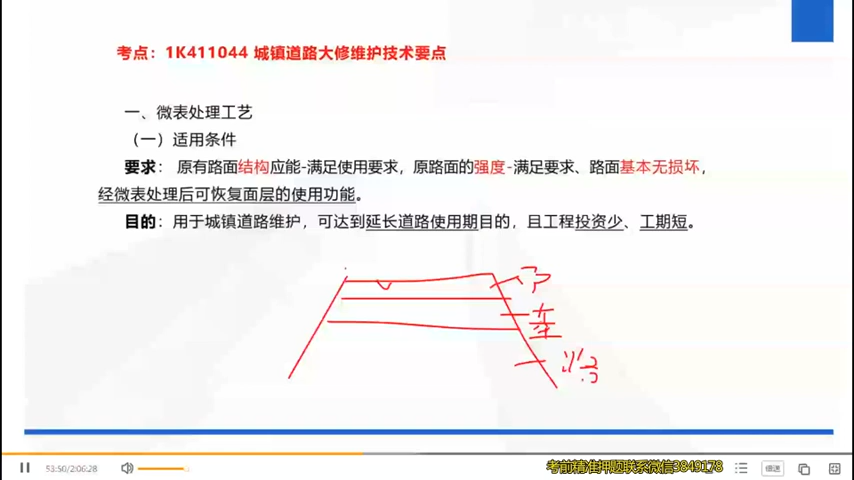 考点：1K411044 城镇道路大修维护技术要点
一、微表处理工艺
（一）适用条件
要求： 原有路面结构应能-满足使用要求，原路面的强度-满足要求、路面基本无损坏，
经微表处理后可恢复面层的使用功能。
目的：用于城镇道路维护，可达到延长道路使用期目的，且工程投资少、工期短。
53:50/2:06:28
考前精准押题联系微信3849178
倍速